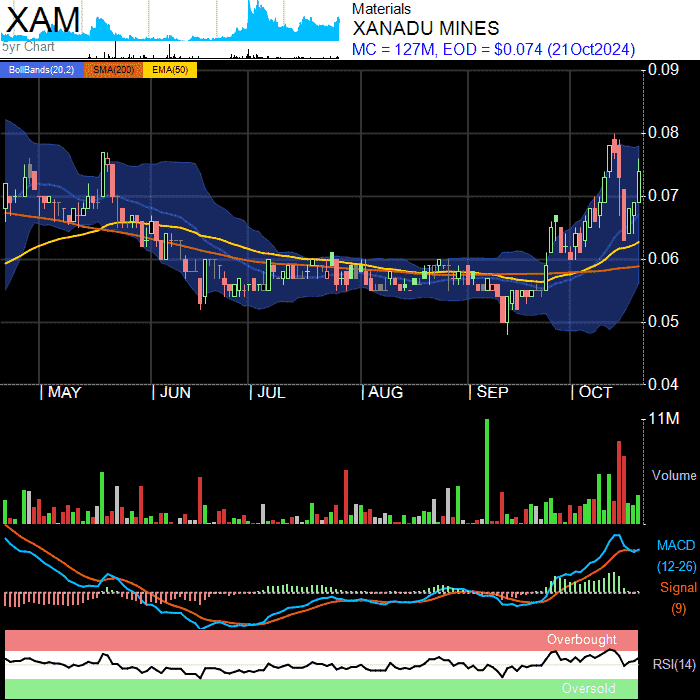 XAM
5yr Chart
Materials
XANADU MINES
MC = 127M, EOD = $0.074 (21Oct2024)
BollBands(20,2) SMA(200) EMA(50)
0.09
0.08
0.07
0.06
0.05
0.04
MAY JUN JUL AUG SEP OCT
11M
Volume
MACD
(12-26)
Signal
(9)
Overbought
RSI(14)
Oversold